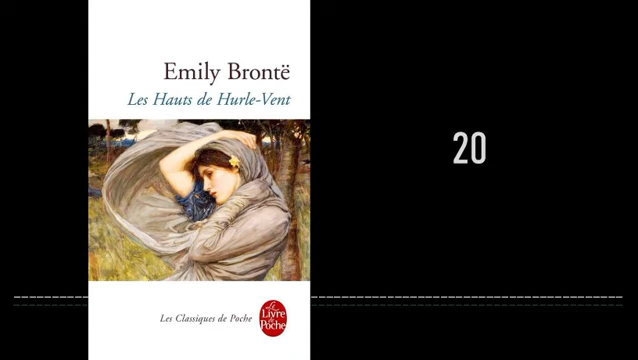 Emily Brontë
Les Hauts de Hurle-Vent
20
Les Classiques de Poche
Le
Livre
de
Poche